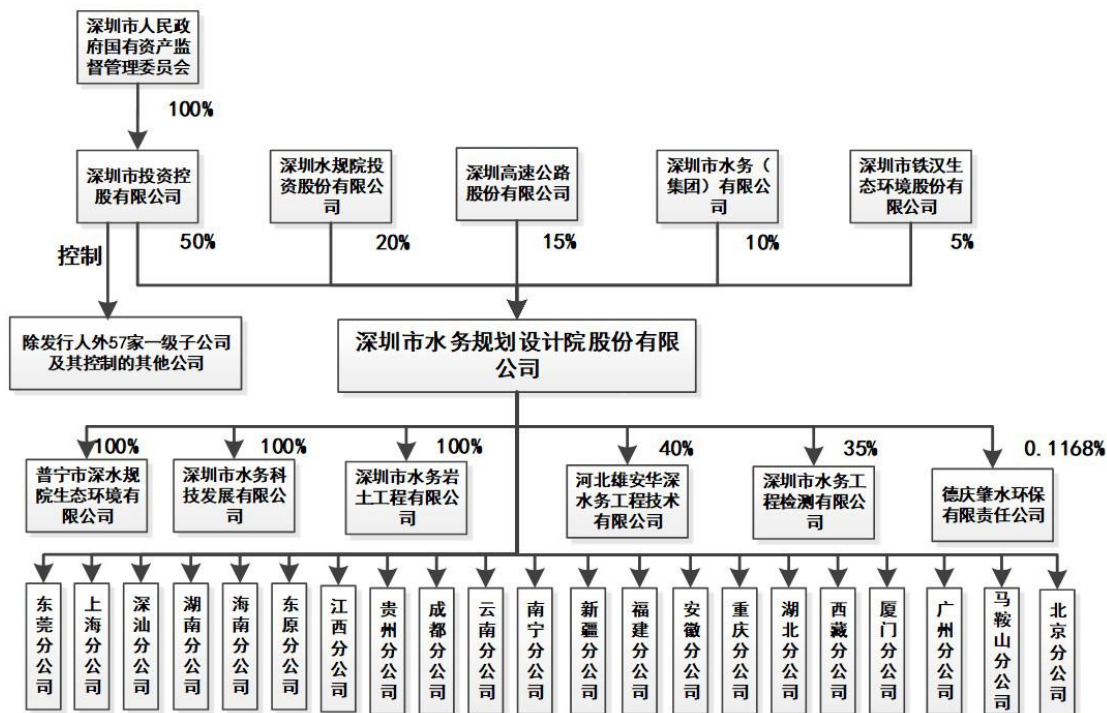 深圳市人民政
府国有资产监
督管理委员会
100%
深圳市投资控
股有限公司
深圳水规院投
资股份有限公
司
深圳高速公路
股份有限公司
深圳市水务（
集团）有限公
司
深圳市铁汉生
态环境股份有
限公司
控制
50%
20%
15%
10%
5%
除发行人外57家一级子公司
及其控制的其他公司
深圳市水务规划设计院股份有限
公司
100%
100%
100%
40%
35%
0.1168%
普宁市深水规
院生态环境有
限公司
深圳市水务科
技发展有限公
司
深圳市水务岩
土工程有限公
司
河北雄安华深
水务工程技术
有限公司
深圳市水务工
程检测有限公
司
德庆肇水环保
有限责任公司
东莞分公司
上海分公司
深汕分公司
湖南分公司
海南分公司
东原分公司
江西分公司
贵州分公司
成都分公司
云南分公司
南宁分公司
新疆分公司
福建分公司
安徽分公司
重庆分公司
湖北分公司
西藏分公司
厦门分公司
广州分公司
马鞍山分公司
北京分公司